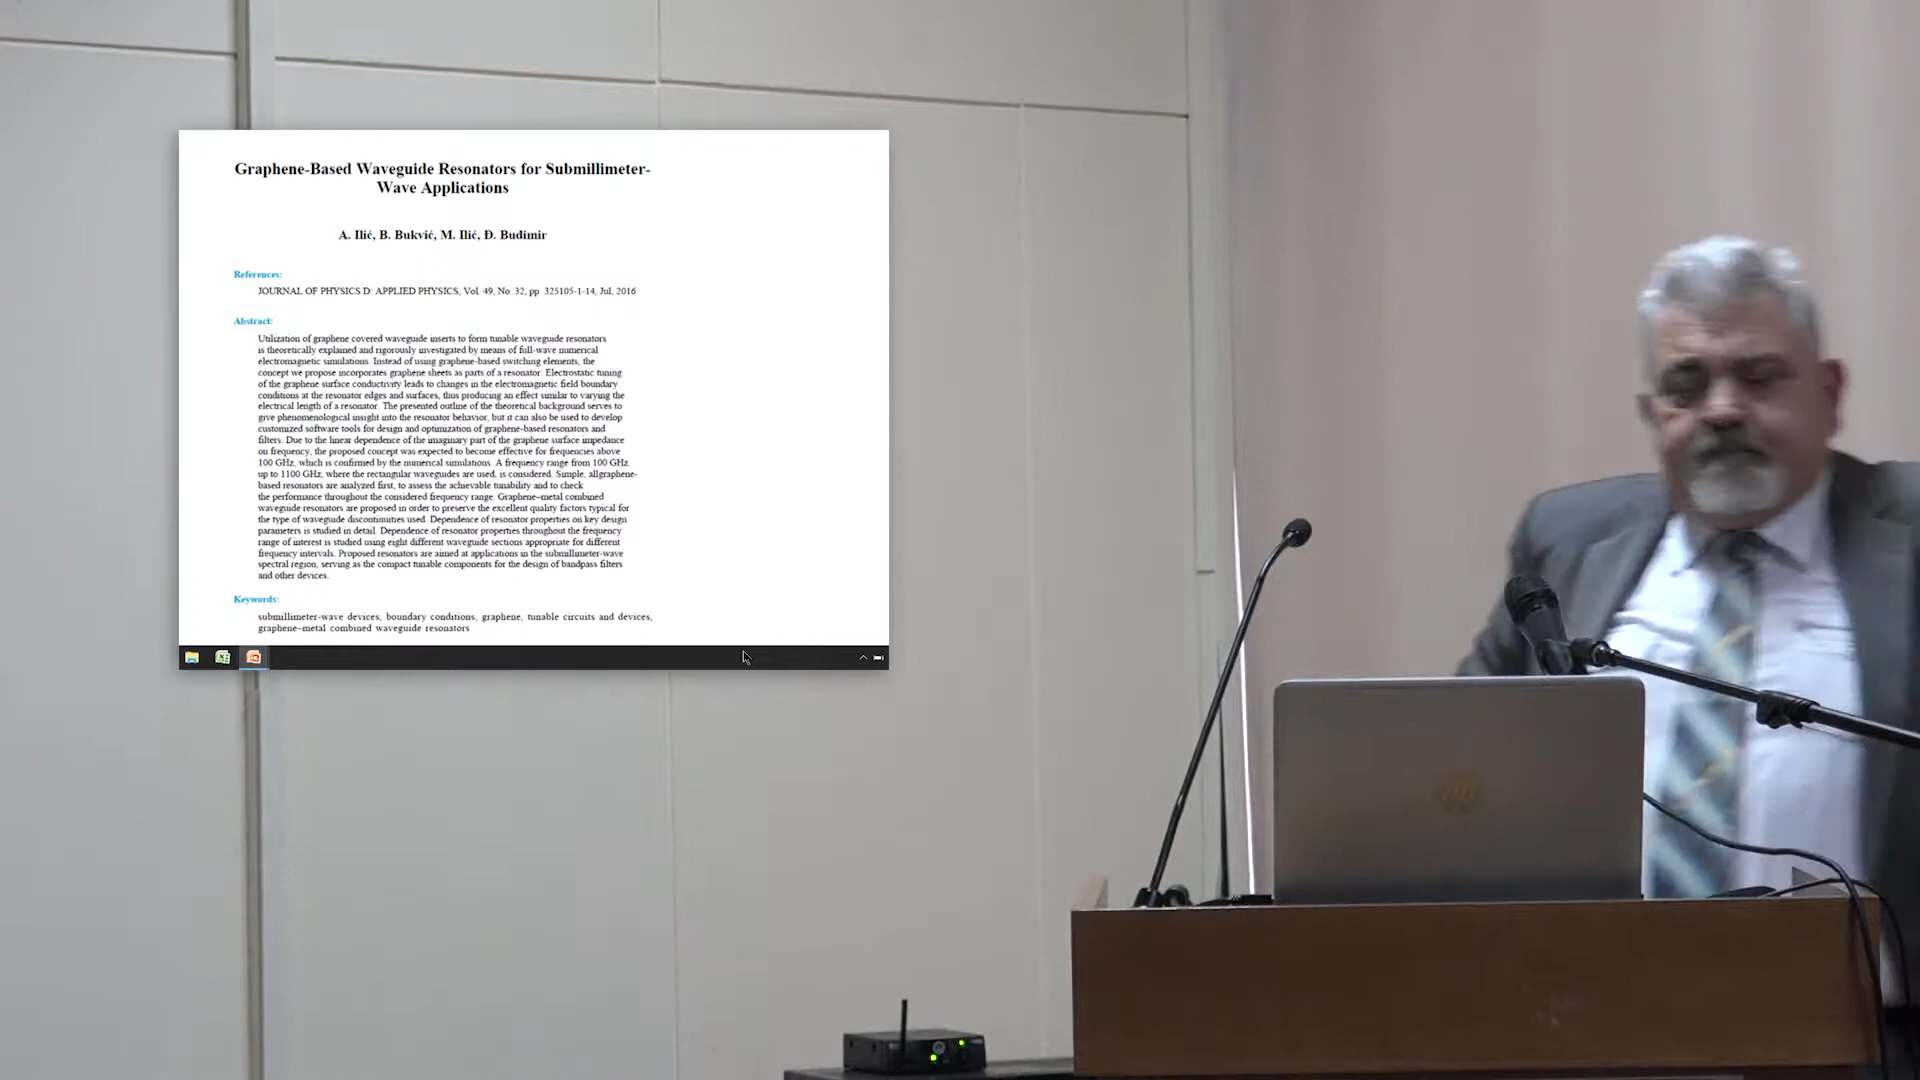 Graphene-Based Waveguide Resonators for Submillimeter-
Wave Applications
A. Ilić, B. Bukvić, M. Ilić, Đ. Budimir
References:
JOURNAL OF PHYSICS D: APPLIED PHYSICS, Vol. 49, No. 32, pp. 325105-1-14, Jul, 2016
Abstract:
Utilization of graphene covered waveguide inserts to form tunable waveguide resonators
is theoretically explained and rigorously investigated by means of full-wave numerical
electromagnetic simulations. Instead of using graphene-based switching elements, the
concept we propose incorporates graphene sheets as parts of a resonator. Electrostatic tuning
of the graphene surface conductivity leads to changes in the electromagnetic field boundary
conditions at the resonator edges and surfaces, thus producing an effect similar to varying the
electrical length of a resonator. The presented outline of the theoretical background serves to
give phenomenological insight into the resonator behavior, but it can also be used to develop
customized software tools for design and optimization of graphene-based resonators and
filters. Due to the linear dependence of the imaginary part of the graphene surface impedance
on frequency, the proposed concept was expected to become effective for frequencies above
100 GHz, which is confirmed by the numerical simulations. A frequency range from 100 GHz
up to 1100 GHz, where the rectangular waveguides are used, is considered. Simple, allgraphene-
based resonators are analyzed first, to assess the achievable tunability and to check
the performance throughout the considered frequency range. Graphene–metal combined
waveguide resonators are proposed in order to preserve the excellent quality factors typical for
the type of waveguide discontinuities used. Dependence of resonator properties on key design
parameters is studied in detail. Dependence of resonator properties throughout the frequency
range of interest is studied using eight different waveguide sections appropriate for different
frequency intervals. Proposed resonators are aimed at applications in the submillimeter-wave
spectral region, serving as the compact tunable components for the design of bandpass filters
and other devices.
Keywords:
submillimeter-wave devices, boundary conditions, graphene, tunable circuits and devices,
graphene–metal combined waveguide resonators
hp